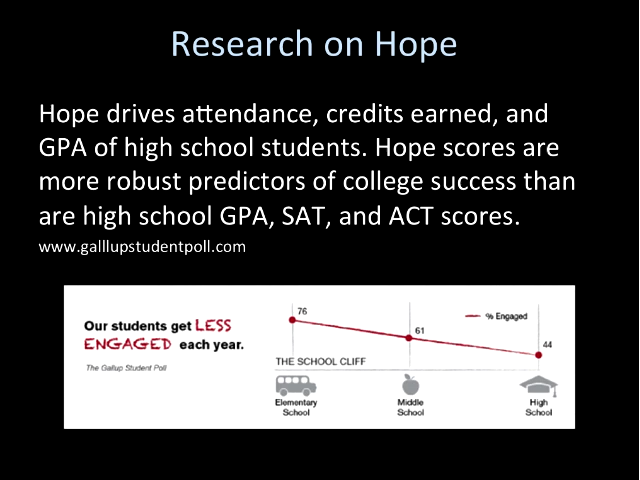 Research on Hope
Hope drives attendance, credits earned, and
GPA of high school students. Hope scores are
more robust predictors of college success than
are high school GPA, SAT, and ACT scores.
www.galllupstudentpoll.com
Our students get LESS
ENGAGED each year.
The Gallup Student Poll
76
61
44
% Engaged
THE SCHOOL CLIFF
Elementary
School
Middle
School
High
School